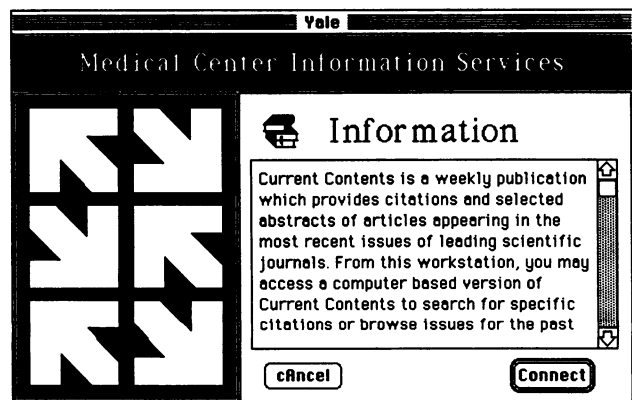 Yale
Medical Center Information Services
Information
Current Contents is a weekly publication
which provides citations and selected
abstracts of articles appearing in the
most recent issues of leading scientific
journals. From this workstation, you may
access a computer based version of
Current Contents to search for specific
citations or browse issues for the past
cAncel
Connect